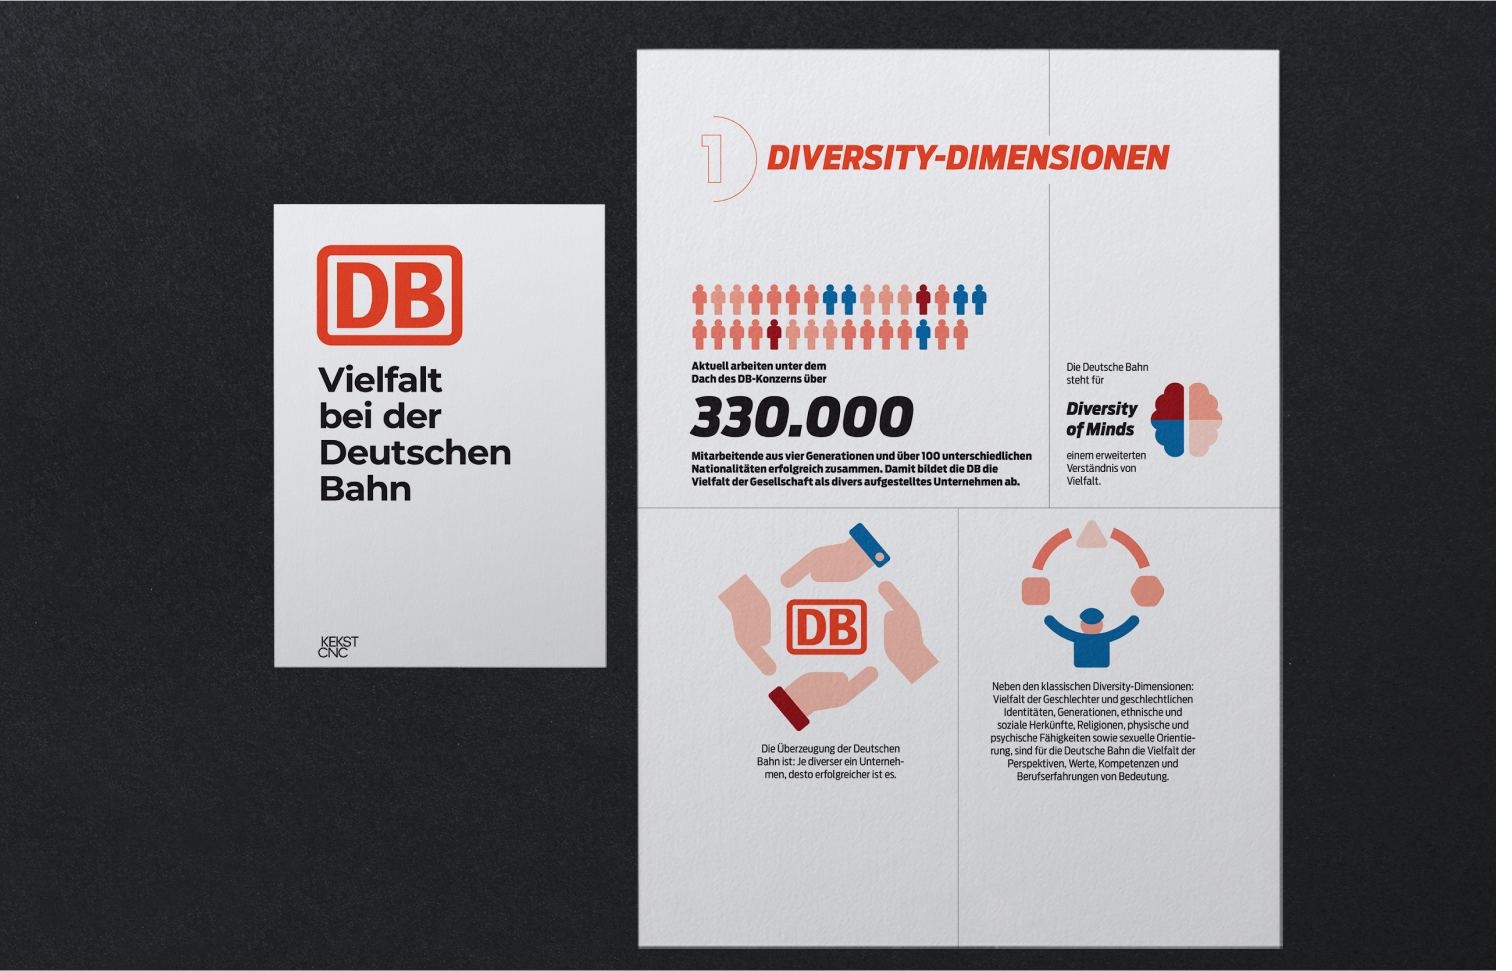 DB
Vielfalt
bei der
Deutschen
Bahn
KEKST
CNC
1 DIVERSITY-DIMENSIONEN
Aktuell arbeiten unter dem
Dach des DB-Konzerns über
330.000
Mitarbeitende aus vier Generationen und über 100 unterschiedlichen
Nationalitäten erfolgreich zusammen. Damit bildet die DB die
Vielfalt der Gesellschaft als divers aufgestelltes Unternehmen ab.
Die Deutsche Bahn
steht für
Diversity
of Minds
einem erweiterten
Verständnis von
Vielfalt.
DB
Die Überzeugung der Deutschen
Bahn ist: Je diverser ein Unterneh-
men, desto erfolgreicher ist es.
Neben den klassischen Diversity-Dimensionen:
Vielfalt der Geschlechter und geschlechtlichen
Identitäten, Generationen, ethnische und
soziale Herkünfte, Religionen, physische und
psychische Fähigkeiten sowie sexuelle Orientie-
rung, sind für die Deutsche Bahn die Vielfalt der
Perspektiven, Werte, Kompetenzen und
Berufserfahrungen von Bedeutung.